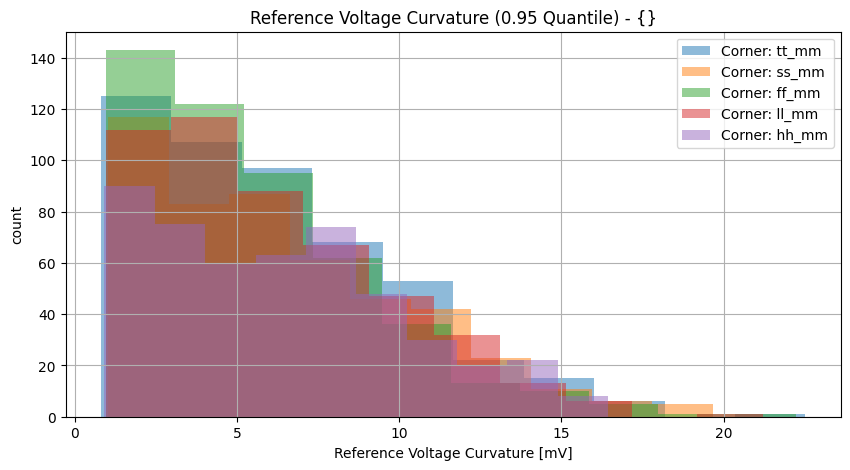 Reference Voltage Curvature (0.95 Quantile) - {}
Corner: tt_mm
Corner: ss_mm
Corner: ff_mm
Corner: ll_mm
Corner: hh_mm
140
120
100
80
60
40
20
0
count
0 5 10 15 20
Reference Voltage Curvature [mV]